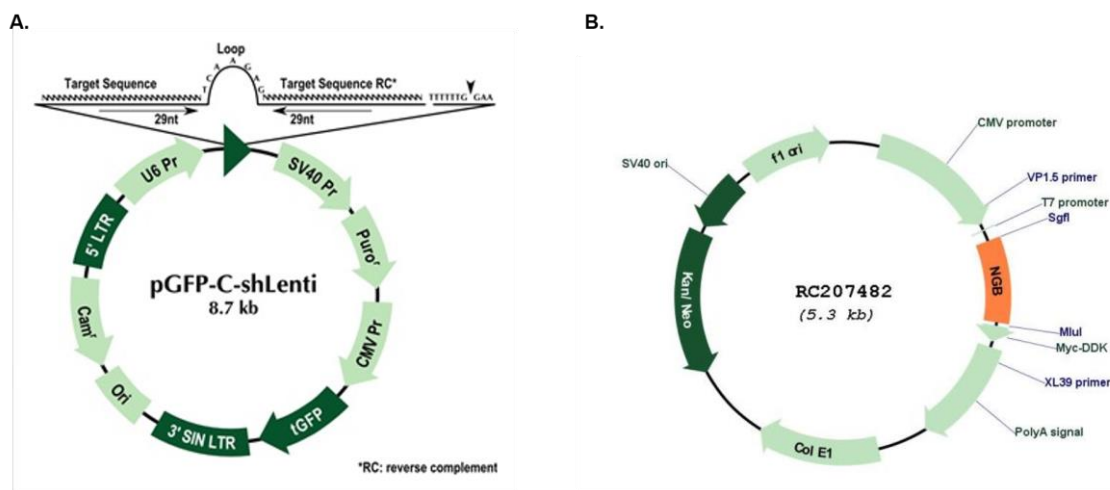 A.
Loop
Target Sequence
T C A A G A G
Target Sequence RC*
NNNNNNNNNNNNNNNNNNNNNNNNNNNNN
NNNNNNNNNNNNNNNNNNNNNNNNNNNNN
TTTTTTG GAA
29nt
29nt
U6 Pr
SV40 Pr
Puroʳ
CMV Pr
tGFP
3' SIN LTR
Ori
Camʳ
5' LTR
pGFP-C-shLenti
8.7 kb
*RC: reverse complement
B.
CMV promoter
VP1.5 primer
T7 promoter
SgfI
NGB
MluI
Myc-DDK
XL39 primer
PolyA signal
Col E1
Kan/Neo
SV40 ori
f1 ori
RC207482
(5.3 kb)